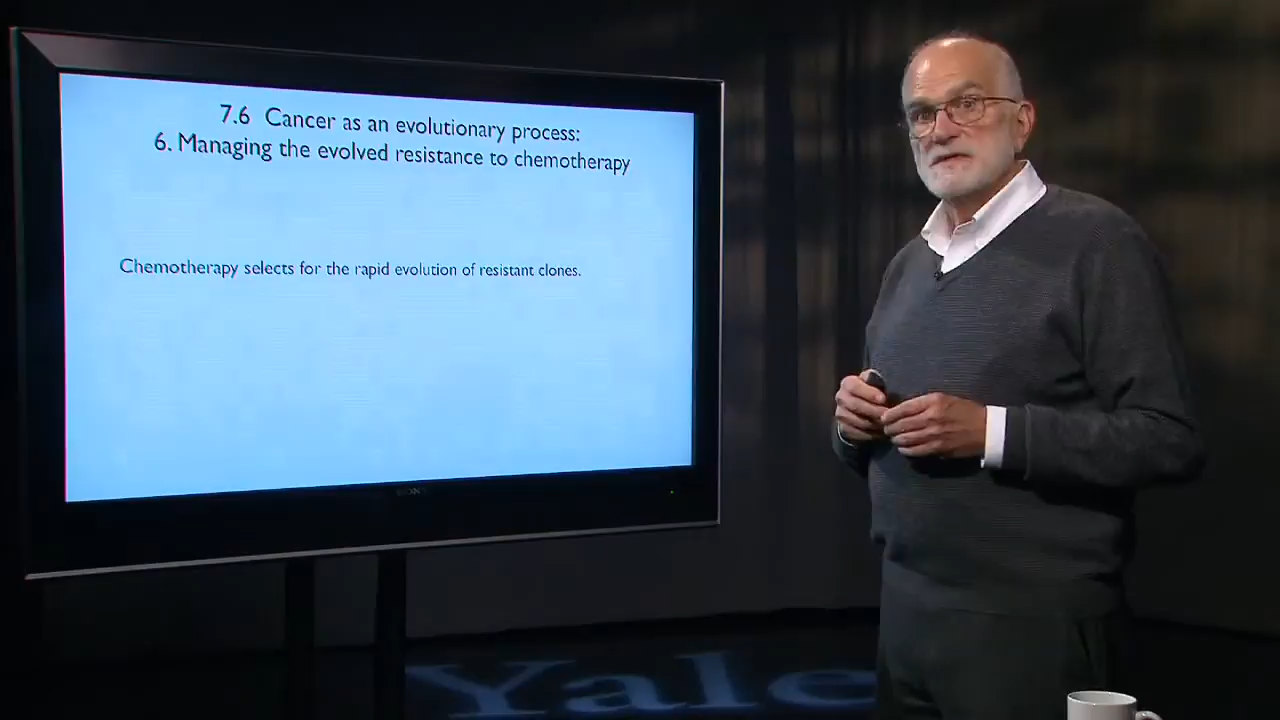 7.6 Cancer as an evolutionary process:
6. Managing the evolved resistance to chemotherapy
Chemotherapy selects for the rapid evolution of resistant clones.
SONY
Yale